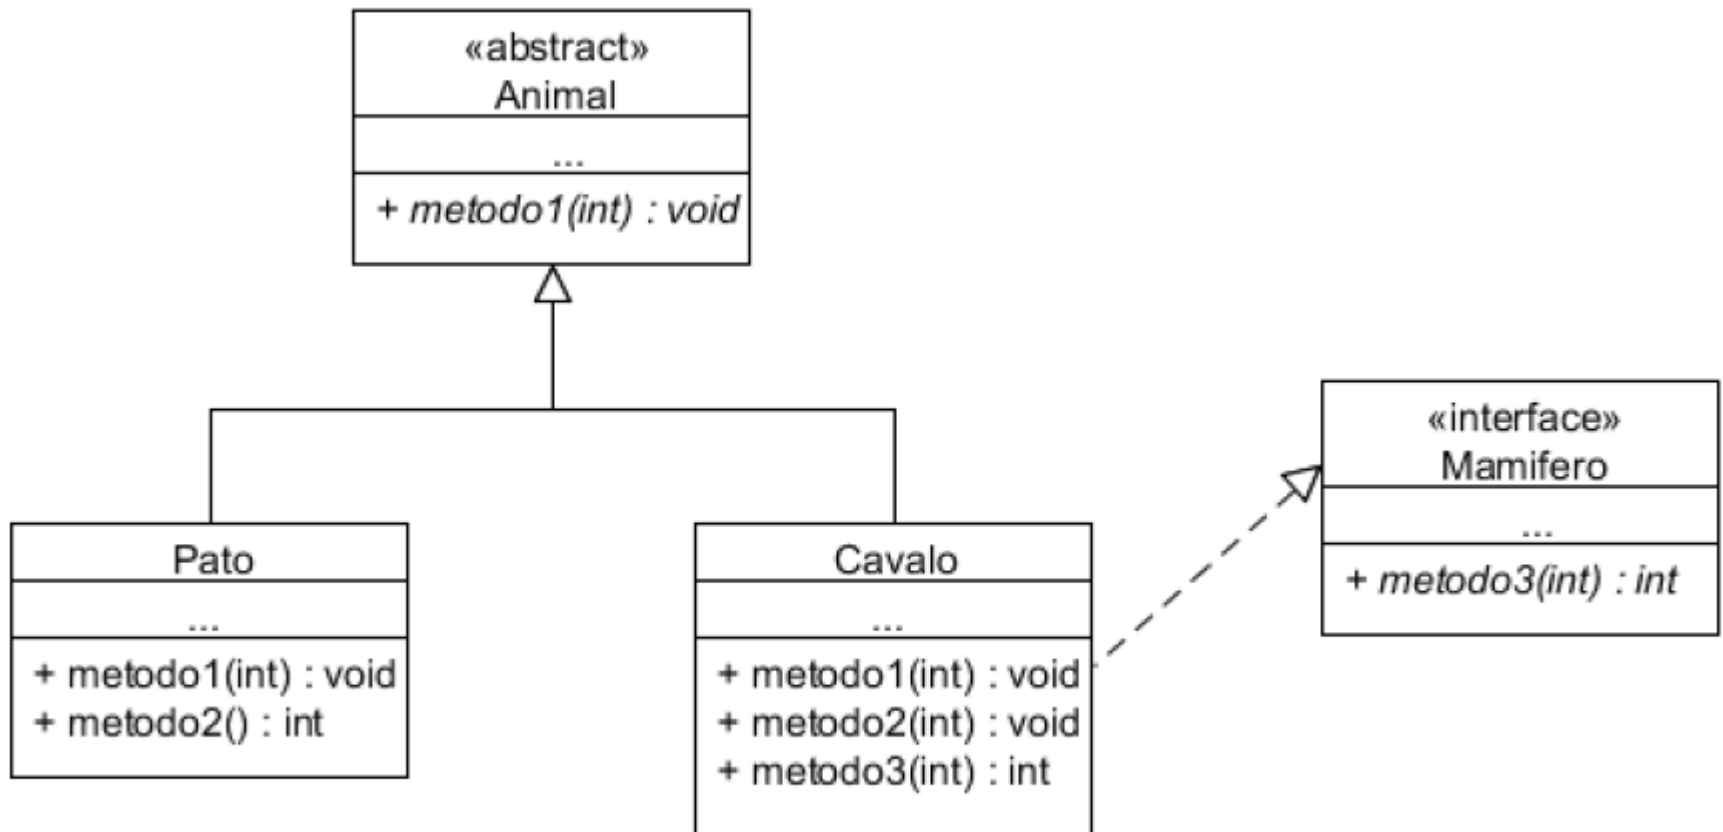 «abstract»
Animal
...
+ metodo1(int) : void
«interface»
Mamifero
...
+ metodo3(int) : int
Pato
...
+ metodo1(int) : void
+ metodo2() : int
Cavalo
...
+ metodo1(int) : void
+ metodo2(int) : void
+ metodo3(int) : int